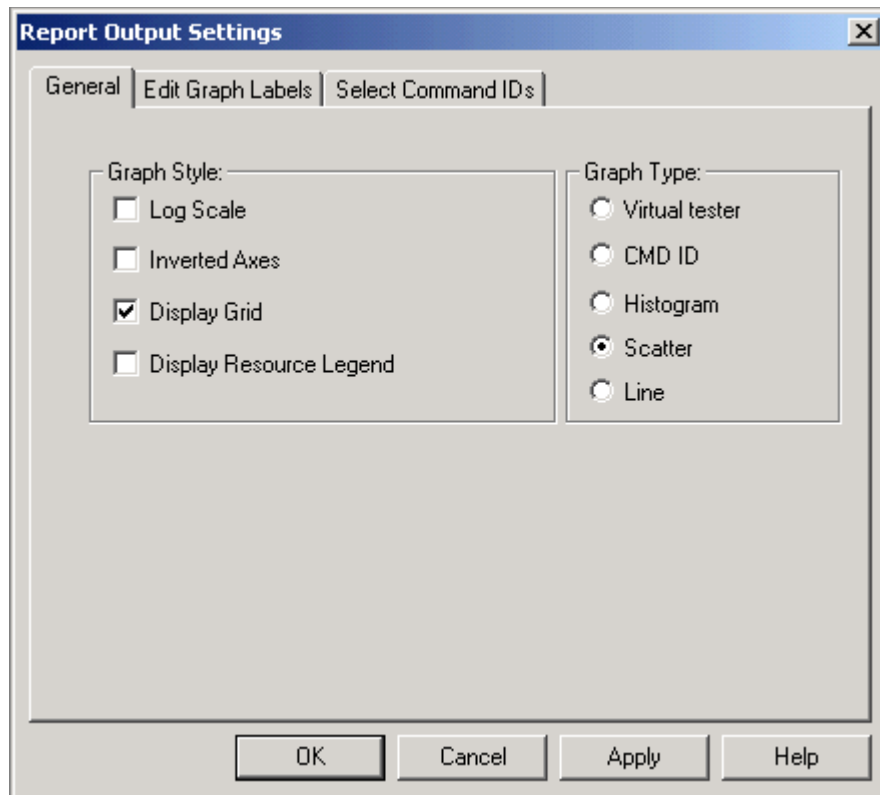 Report Output Settings
General
Edit Graph Labels
Select Command IDs
Graph Style:
Log Scale
Inverted Axes
Display Grid
Display Resource Legend
Graph Type:
Virtual tester
CMD ID
Histogram
Scatter
Line
OK
Cancel
Apply
Help